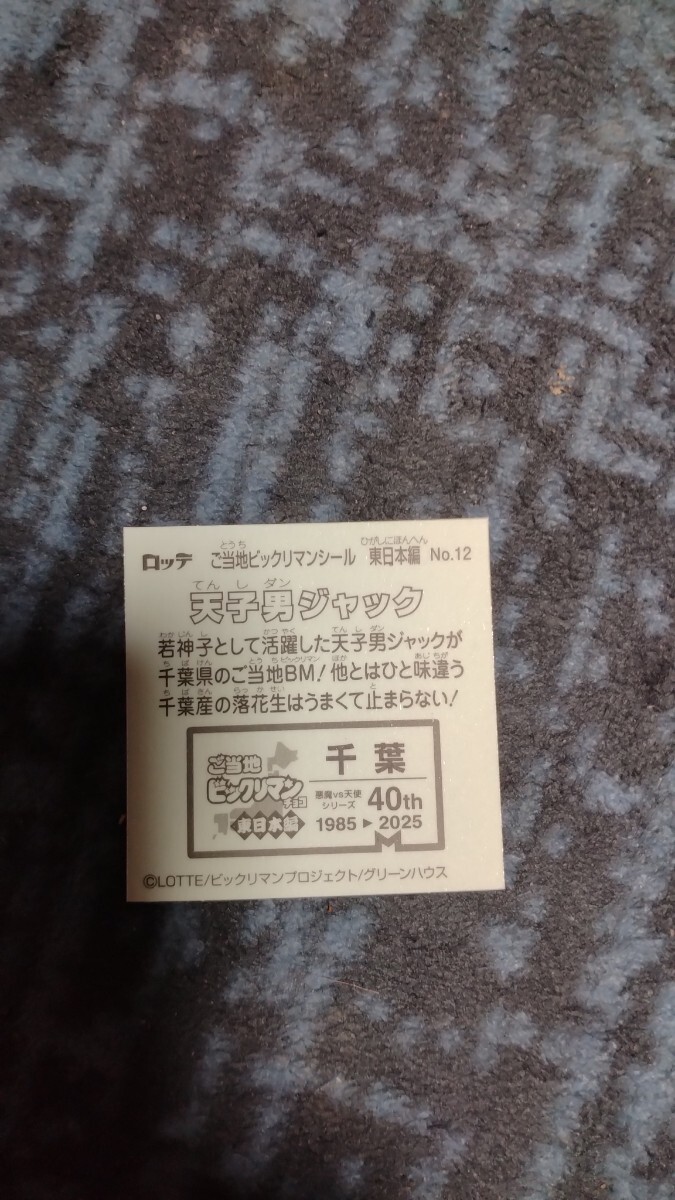 ロッテ ご当地ビックリマンシール 東日本編 No.12
天子男ジャック
若神子として活躍した天子男ジャックが
千葉県のご当地BM!他とはひと味違う
千葉産の落花生はうまくて止まらない!
ご当地
ビックリマン
チョコ
東日本編
千葉
悪魔vs天使
シリーズ 40th
1985 ▶ 2025
©LOTTE/ビックリマンプロジェクト/グリーンハウス